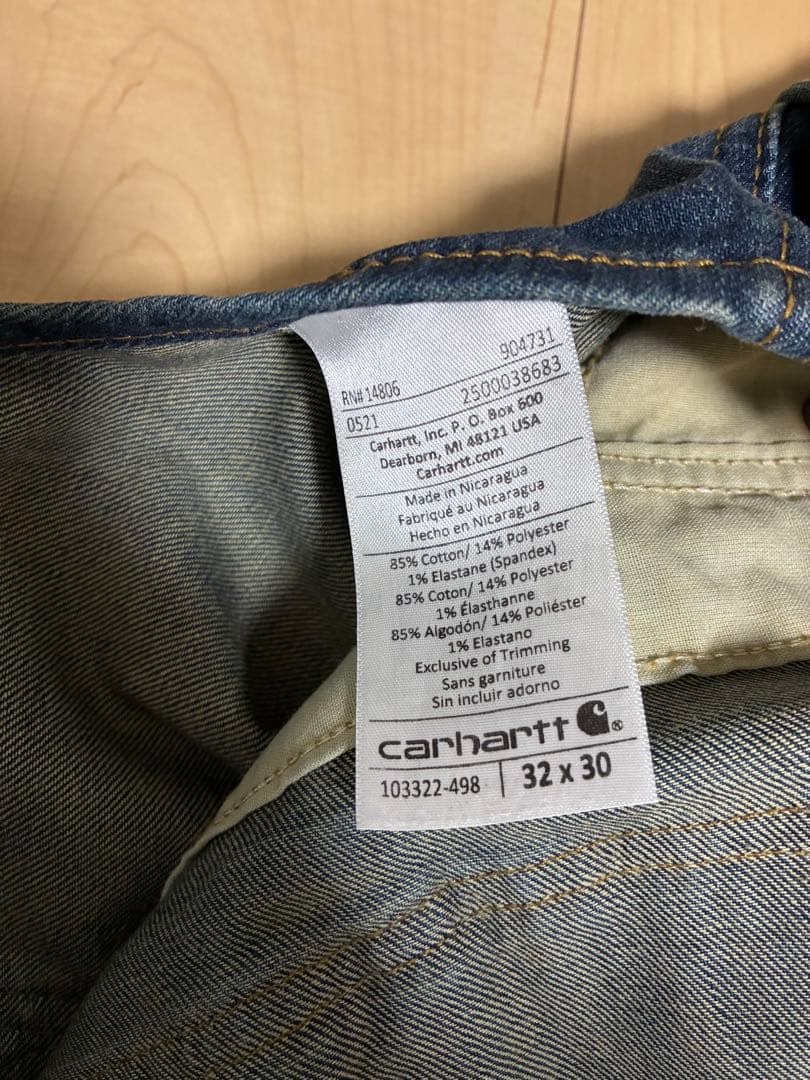 RN# 14806 904731
0521 2500038683
Carhartt, Inc. P. O. Box 600
Dearborn, MI 48121 USA
Carhartt.com
Made in Nicaragua
Fabriqué au Nicaragua
Hecho en Nicaragua
85% Cotton/ 14% Polyester
1% Elastane (Spandex)
85% Coton/ 14% Polyester
1% Élasthanne
85% Algodón/ 14% Poliéster
1% Elastano
Exclusive of Trimming
Sans garniture
Sin incluir adorno
carhartt ®
103322-498 | 32 x 30